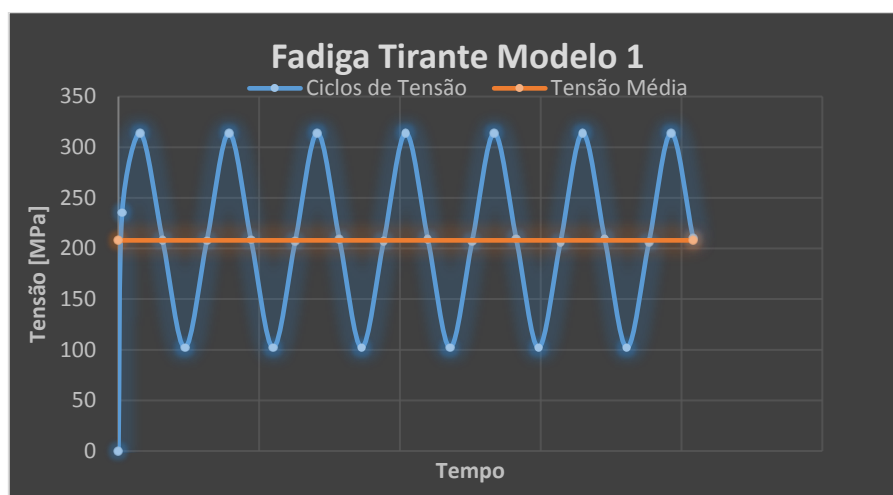 Fadiga Tirante Modelo 1
Ciclos de Tensão Tensão Média
350
300
250
200
150
100
50
0
Tensão [MPa]
Tempo